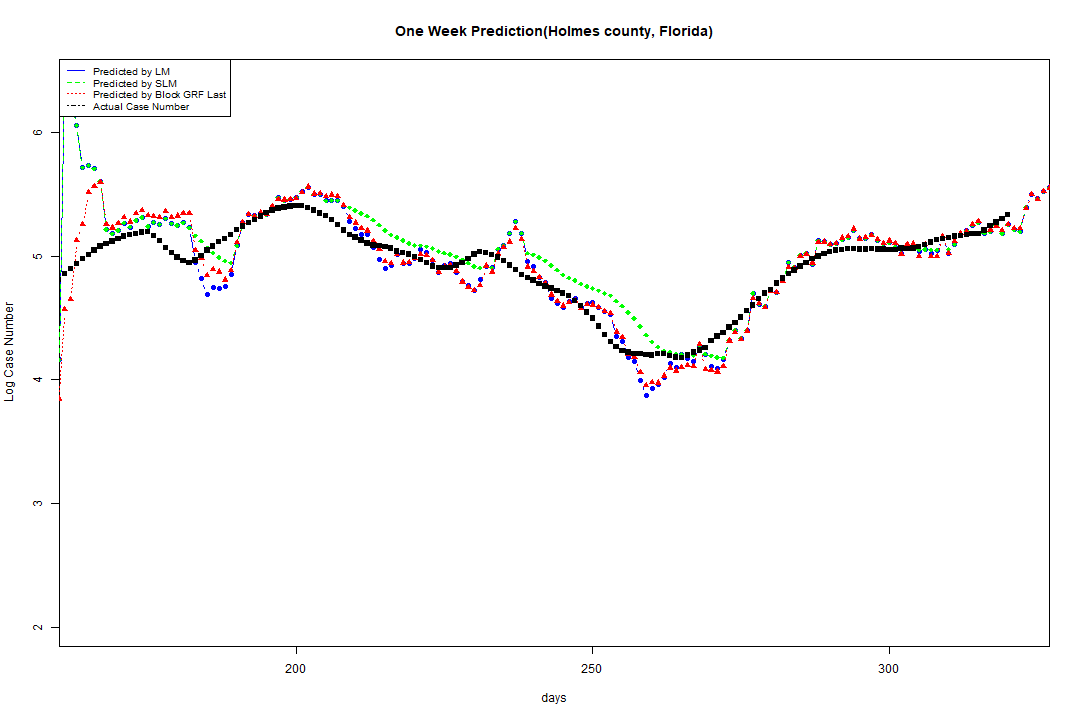 One Week Prediction(Holmes county, Florida)
Predicted by LM
Predicted by SLM
Predicted by Block GRF Last
Actual Case Number
6
5
4
3
2
Log Case Number
200
250
300
days